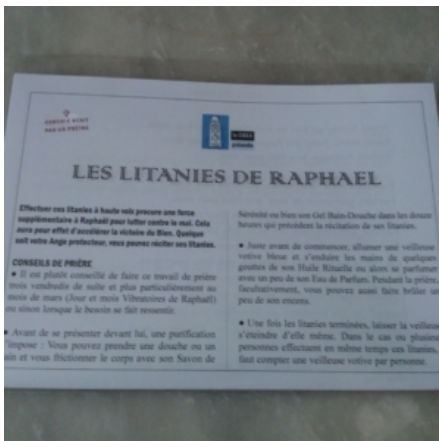 CONSEILS VENUS
PAR UN PRÊTRE
présente
LES LITANIES DE RAPHAEL
Effectuer ces litanies à haute voix procure une force
supplémentaire à Raphaël pour lutter contre le mal. Cela
aura pour effet d'accélérer la victoire du Bien. Quelque
soit votre Ange protecteur, vous pouvez réciter ses litanies.
CONSEILS DE PRIÈRE
● Il est plutôt conseillé de faire ce travail de prière
trois vendredis de suite et plus particulièrement au
mois de mars (Jour et mois Vibratoires de Raphaël)
ou sinon lorsque le besoin se fait ressentir.
● Avant de se présenter devant lui, une purification
s'impose : Vous pouvez prendre une douche ou un
bain et vous frictionner le corps avec son Savon de
Sérénité ou bien son Gel Bain-Douche dans les douze
heures qui précèdent la récitation de ses litanies.
● Juste avant de commencer, allumer une veilleuse
votive bleue et s'enduire les mains de quelques
gouttes de son Huile Rituelle ou alors se parfumer
avec un peu de son Eau de Parfum. Pendant la prière,
facultativement, vous pouvez aussi faire brûler un
peu de son encens.
● Une fois les litanies terminées, laisser la veilleuse
s'éteindre d'elle même. Dans le cas ou plusieurs
personnes effectuent en même temps ces litanies,
faut compter une veilleuse votive par personne.